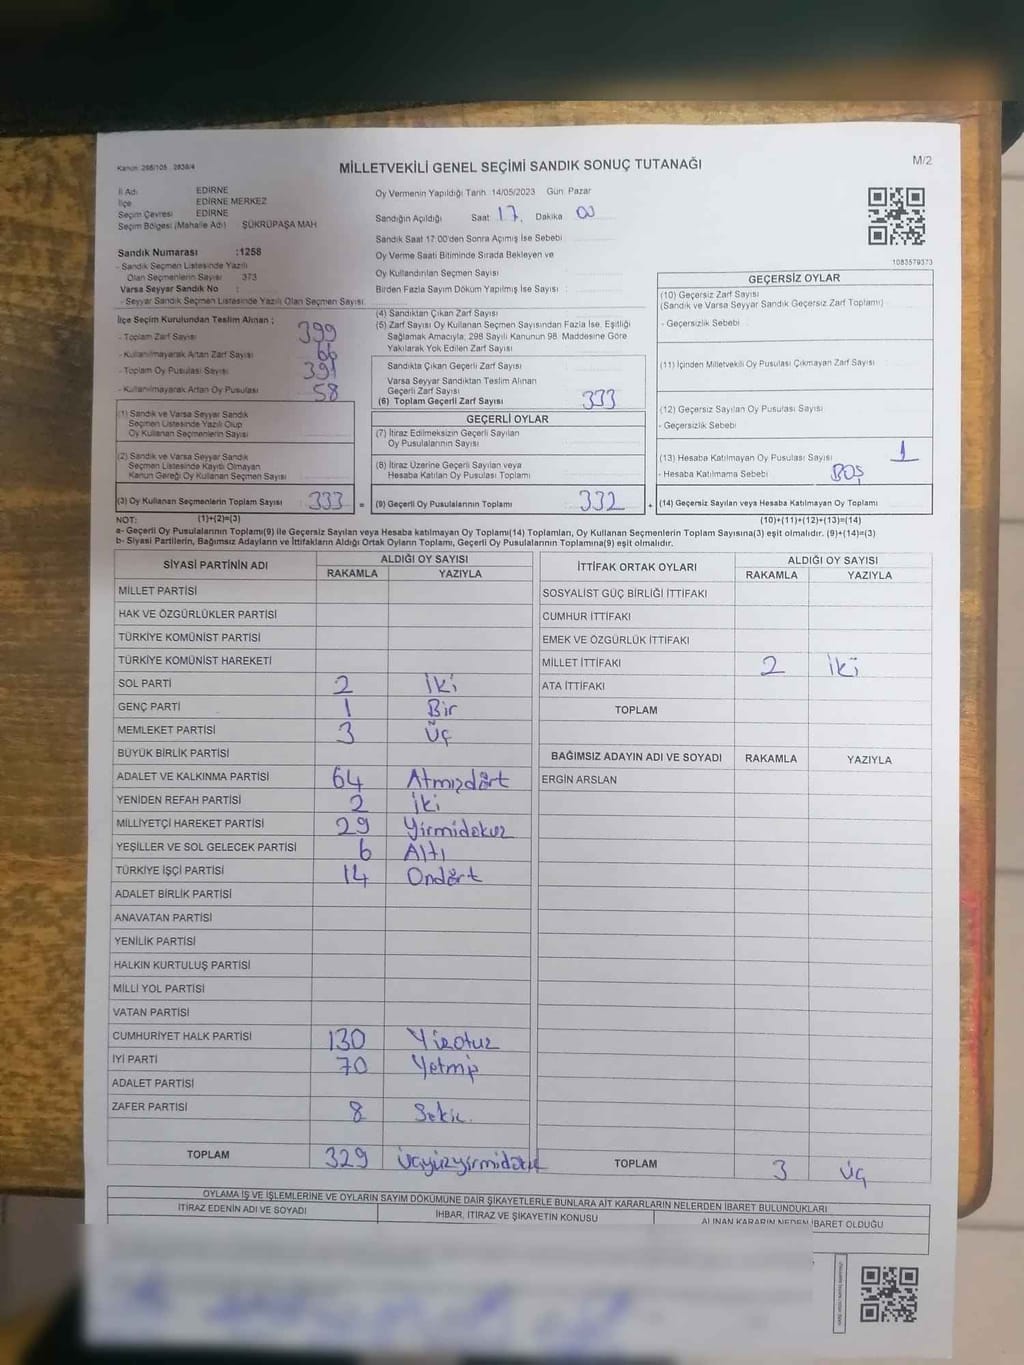 Kanun 298/105 2839/4
MİLLETVEKİLİ GENEL SEÇİMİ SANDIK SONUÇ TUTANAĞI
M/2
İl Adı EDİRNE
İlçe EDİRNE MERKEZ
Seçim Çevresi EDİRNE
Seçim Bölgesi (Mahalle Adı) ŞÜKRÜPAŞA MAH
Sandık Numarası :1258
- Sandık Seçmen Listesinde Yazılı
Olan Seçmenlerin Sayısı 373
Varsa Seyyar Sandık No :
- Seyyar Sandık Seçmen Listesinde Yazılı Olan Seçmen Sayısı
Oy Vermenin Yapıldığı Tarih 14/05/2023 Gün Pazar
Sandığın Açıldığı Saat 17 Dakika 00
Sandık Saat 17:00'den Sonra Açılmış İse Sebebi
Oy Verme Saati Bitiminde Sırada Bekleyen ve
Oy Kullandırılan Seçmen Sayısı
Birden Fazla Sayım Döküm Yapılmış İse Sayısı :
1083579373
İlçe Seçim Kurulundan Teslim Alınan ;
- Toplam Zarf Sayısı 399
- Kullanılmayarak Artan Zarf Sayısı 66
- Toplam Oy Pusulası Sayısı 391
- Kullanılmayarak Artan Oy Pusulası 58
(1) Sandık ve Varsa Seyyar Sandık
Seçmen Listesinde Yazılı Olup
Oy Kullanan Seçmenlerin Sayısı
(2) Sandık ve Varsa Seyyar Sandık
Seçmen Listesinde Kayıtlı Olmayan
Kanun Gereği Oy Kullanan Seçmen Sayısı
(3) Oy Kullanan Seçmenlerin Toplam Sayısı 333 =
(4) Sandıktan Çıkan Zarf Sayısı
(5) Zarf Sayısı Oy Kullanan Seçmen Sayısından Fazla İse, Eşitliği
Sağlamak Amacıyla, 298 Sayılı Kanunun 98. Maddesine Göre
Yakılarak Yok Edilen Zarf Sayısı
Sandıkta Çıkan Geçerli Zarf Sayısı
Varsa Seyyar Sandıktan Teslim Alınan
Geçerli Zarf Sayısı
(6) Toplam Geçerli Zarf Sayısı 333
GEÇERLİ OYLAR
(7) İtiraz Edilmeksizin Geçerli Sayılan
Oy Pusulalarının Sayısı
(8) İtiraz Üzerine Geçerli Sayılan veya
Hesaba Katılan Oy Pusulası Toplamı
(9) Geçerli Oy Pusulalarının Toplamı 332 +
GEÇERSİZ OYLAR
(10) Geçersiz Zarf Sayısı
(Sandık ve Varsa Seyyar Sandık Geçersiz Zarf Toplamı)
- Geçersizlik Sebebi
(11) İçinden Milletvekili Oy Pusulası Çıkmayan Zarf Sayısı
(12) Geçersiz Sayılan Oy Pusulası Sayısı
- Geçersizlik Sebebi
(13) Hesaba Katılmayan Oy Pusulası Sayısı 1
- Hesaba Katılmama Sebebi BOŞ
(14) Geçersiz Sayılan veya Hesaba Katılmayan Oy Toplamı
NOT: (1)+(2)=(3) (10)+(11)+(12)+(13)=(14)
a- Geçerli Oy Pusulalarının Toplamı(9) ile Geçersiz Sayılan veya Hesaba katılmayan Oy Toplamı(14) Toplamları, Oy Kullanan Seçmenlerin Toplam Sayısına(3) eşit olmalıdır. (9)+(14)=(3)
b- Siyasi Partilerin, Bağımsız Adayların ve İttifakların Aldığı Ortak Oyların Toplamı, Geçerli Oy Pusulalarının Toplamına(9) eşit olmalıdır.
SİYASİ PARTİNİN ADI ALDIĞI OY SAYISI
RAKAMLA YAZIYLA
MİLLET PARTİSİ
HAK VE ÖZGÜRLÜKLER PARTİSİ
TÜRKİYE KOMÜNİST PARTİSİ
TÜRKİYE KOMÜNİST HAREKETİ
SOL PARTİ 2 İki
GENÇ PARTİ 1 Bir
MEMLEKET PARTİSİ 3 Üç
BÜYÜK BİRLİK PARTİSİ
ADALET VE KALKINMA PARTİSİ 64 Atmışdört
YENİDEN REFAH PARTİSİ 2 İki
MİLLİYETÇİ HAREKET PARTİSİ 29 Yirmidokuz
YEŞİLLER VE SOL GELECEK PARTİSİ 6 Altı
TÜRKİYE İŞÇİ PARTİSİ 14 Ondört
ADALET BİRLİK PARTİSİ
ANAVATAN PARTİSİ
YENİLİK PARTİSİ
HALKIN KURTULUŞ PARTİSİ
MİLLİ YOL PARTİSİ
VATAN PARTİSİ
CUMHURİYET HALK PARTİSİ 130 Yüzotuz
İYİ PARTİ 70 Yetmiş
ADALET PARTİSİ
ZAFER PARTİSİ 8 Sekiz
TOPLAM 329
İTTİFAK ORTAK OYLARI ALDIĞI OY SAYISI
RAKAMLA YAZIYLA
SOSYALİST GÜÇ BİRLİĞİ İTTİFAKI
CUMHUR İTTİFAKI
EMEK VE ÖZGÜRLÜK İTTİFAKI
MİLLET İTTİFAKI 2 İki
ATA İTTİFAKI
TOPLAM
BAĞIMSIZ ADAYIN ADI VE SOYADI RAKAMLA YAZIYLA
ERGİN ARSLAN
TOPLAM 3 Üç
OYLAMA İŞ VE İŞLEMLERİNE VE OYLARIN SAYIM DÖKÜMÜNE DAİR ŞİKAYETLERLE BUNLARA AİT KARARLARIN NELERDEN İBARET BULUNDUKLARI
İTİRAZ EDENİN ADI VE SOYADI İHBAR, İTİRAZ VE ŞİKAYETİN KONUSU ALINAN KARARIN NEDEN İBARET OLDUĞU